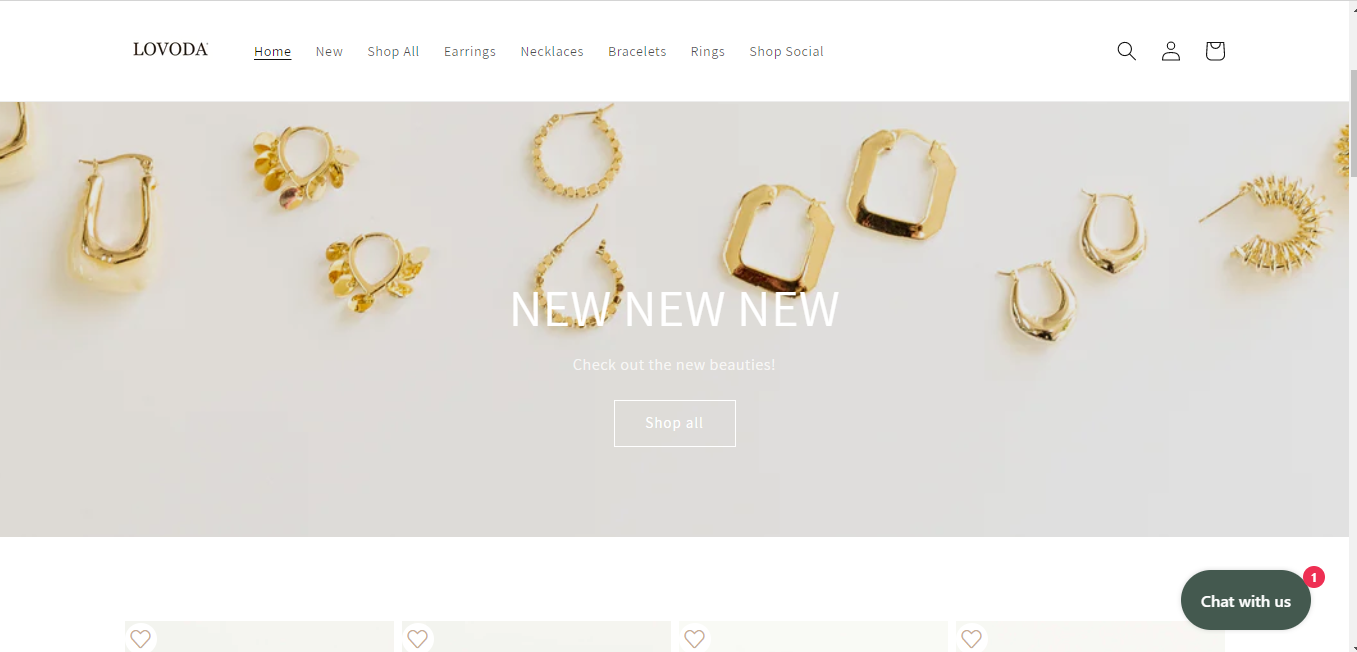 LOVODA
Home New Shop All Earrings Necklaces Bracelets Rings Shop Social
NEW NEW NEW
Check out the new beauties!
Shop all
1
Chat with us